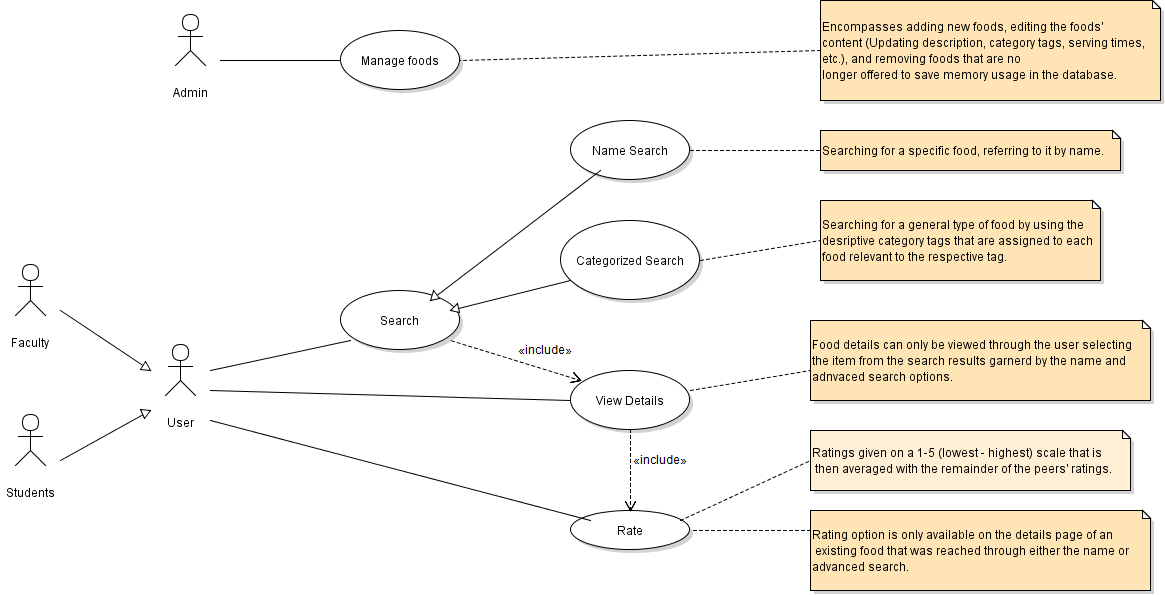 Encompasses adding new foods, editing the foods'
content (Updating description, category tags, serving times,
etc.), and removing foods that are no
longer offered to save memory usage in the database.
Manage foods
Admin
Name Search
Searching for a specific food, referring to it by name.
Categorized Search
Searching for a general type of food by using the
desriptive category tags that are assigned to each
food relevant to the respective tag.
Search
Faculty
«include»
Food details can only be viewed through the user selecting
the item from the search results garnerd by the name and
adnvaced search options.
View Details
User
«include»
Ratings given on a 1-5 (lowest - highest) scale that is
then averaged with the remainder of the peers' ratings.
Students
Rate
Rating option is only available on the details page of an
existing food that was reached through either the name or
advanced search.